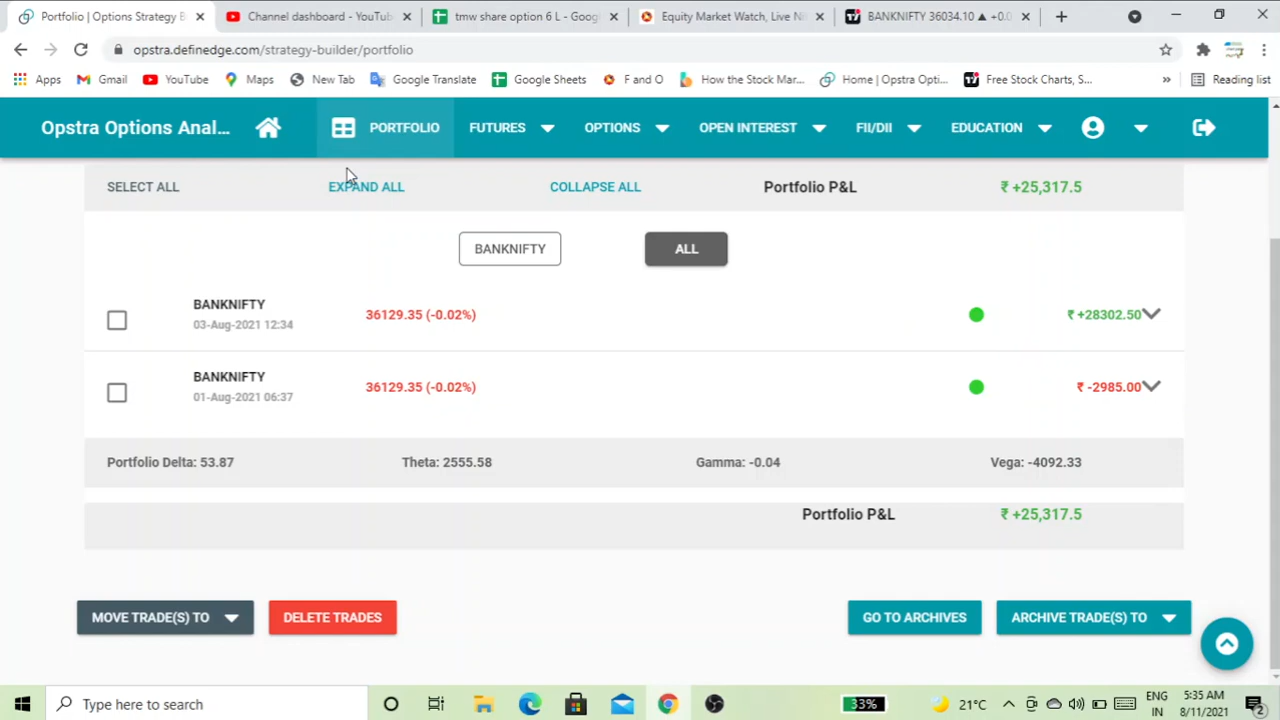 Portfolio | Options Strategy B
Channel dashboard - YouTub
tmw share option 6 L - Goog
Equity Market Watch, Live N
BANKNIFTY 36034.10 ▲ +0.
opstra.definedge.com/strategy-builder/portfolio
Apps Gmail YouTube Maps New Tab Google Translate Google Sheets F and O How the Stock Mar... Home | Opstra Opti... Free Stock Charts, S... » Reading list
Opstra Options Anal... PORTFOLIO FUTURES OPTIONS OPEN INTEREST FII/DII EDUCATION
SELECT ALL EXPAND ALL COLLAPSE ALL Portfolio P&L ₹ +25,317.5
BANKNIFTY ALL
BANKNIFTY
03-Aug-2021 12:34
36129.35 (-0.02%)
₹ +28302.50
BANKNIFTY
01-Aug-2021 06:37
36129.35 (-0.02%)
₹ -2985.00
Portfolio Delta: 53.87 Theta: 2555.58 Gamma: -0.04 Vega: -4092.33
Portfolio P&L ₹ +25,317.5
MOVE TRADE(S) TO DELETE TRADES GO TO ARCHIVES ARCHIVE TRADE(S) TO
Type here to search
33%
21°C
ENG
IN
5:35 AM
8/11/2021
2